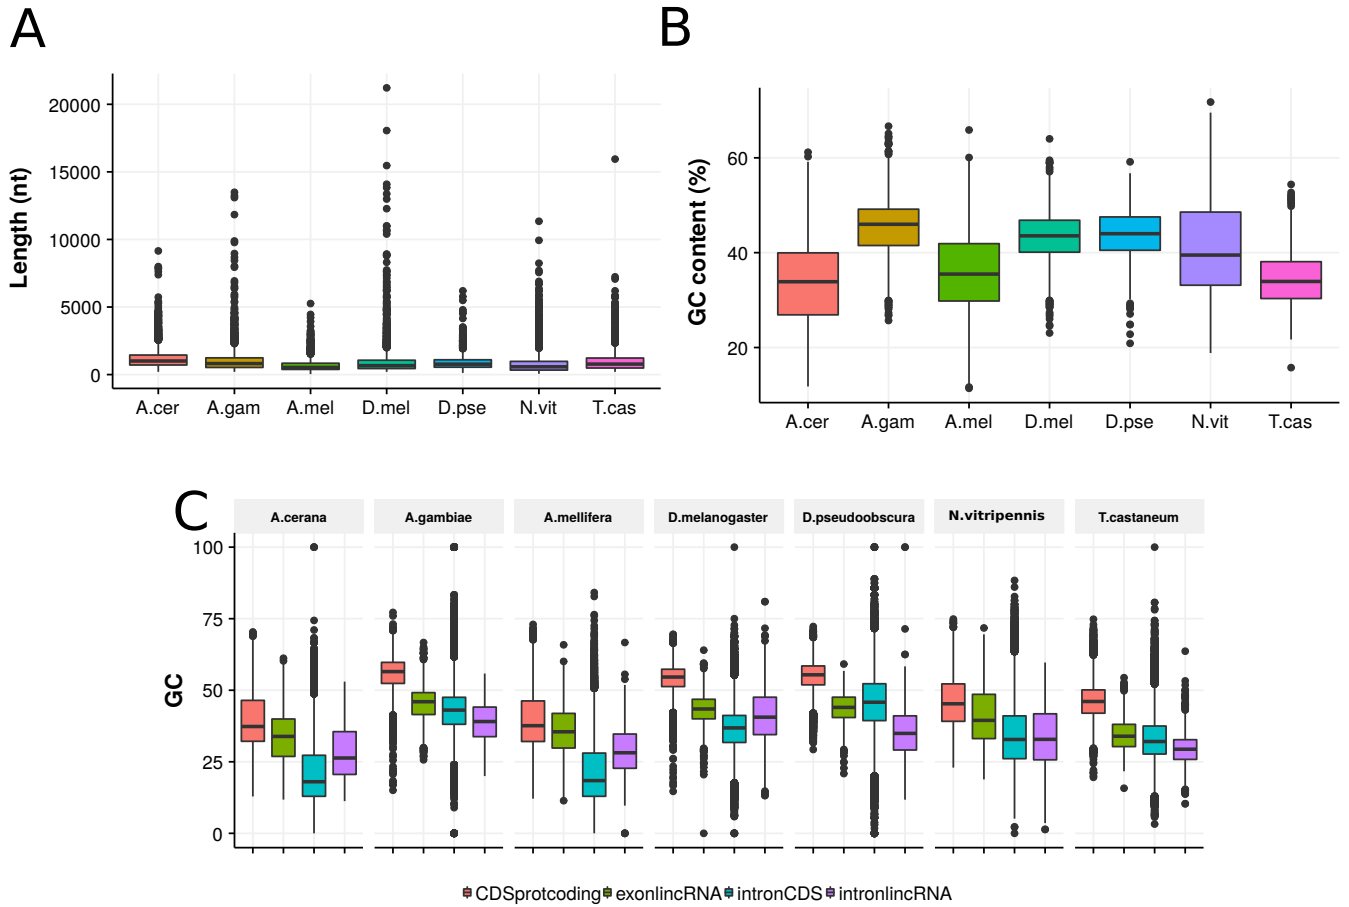 A
B
Length (nt)
20000
15000
10000
5000
0
A.cer A.gam A.mel D.mel D.pse N.vit T.cas
GC content (%)
60
40
20
A.cer A.gam A.mel D.mel D.pse N.vit T.cas
C
A.cerana A.gambiae A.mellifera D.melanogaster D.pseudoobscura N.vitripennis T.castaneum
GC
100
75
50
25
0
CDSprotcoding exonlincRNA intronCDS intronlincRNA